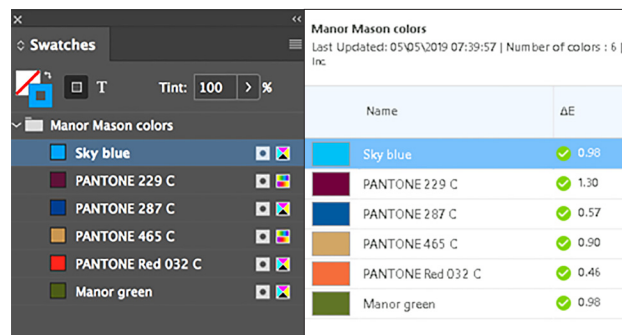 Swatches
T Tint: 100 %
Manor Mason colors
Sky blue
PANTONE 229 C
PANTONE 287 C
PANTONE 465 C
PANTONE Red 032 C
Manor green
Manor Mason colors
Last Updated: 05\05\2019 07:39:57 | Number of colors : 6 |
Inc.
Name ΔE
Sky blue 0.98
PANTONE 229 C 1.30
PANTONE 287 C 0.57
PANTONE 465 C 0.90
PANTONE Red 032 C 0.46
Manor green 0.98